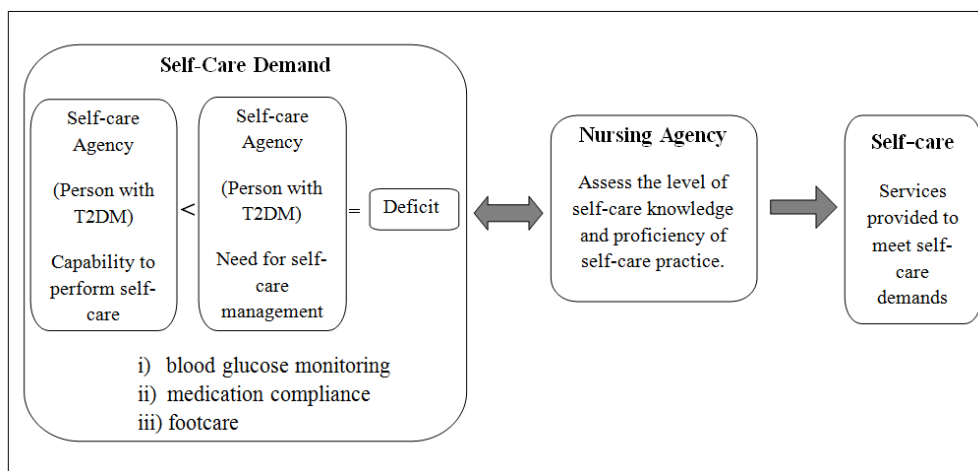 Self-Care Demand
Self-care
Agency
(Person with
T2DM)
Capability to
perform self-
care
<
Self-care
Agency
(Person with
T2DM)
Need for self-
care
management
=
Deficit
i) blood glucose monitoring
ii) medication compliance
iii) footcare
Nursing Agency
Assess the level of
self-care knowledge
and proficiency of
self-care practice.
Self-care
Services
provided to
meet self-
care
demands